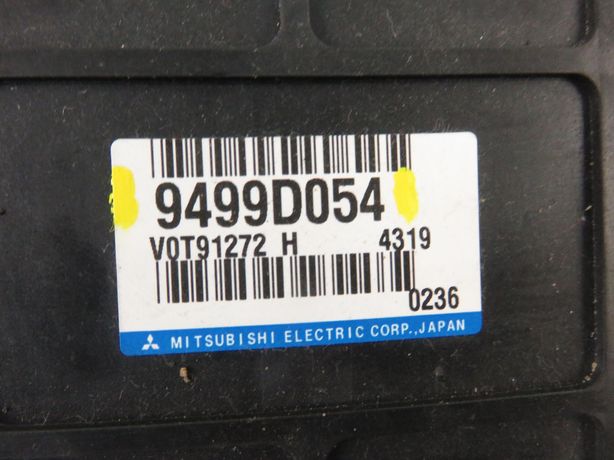 9499D054
V0T91272 H 4319
0236
MITSUBISHI ELECTRIC CORP.,JAPAN